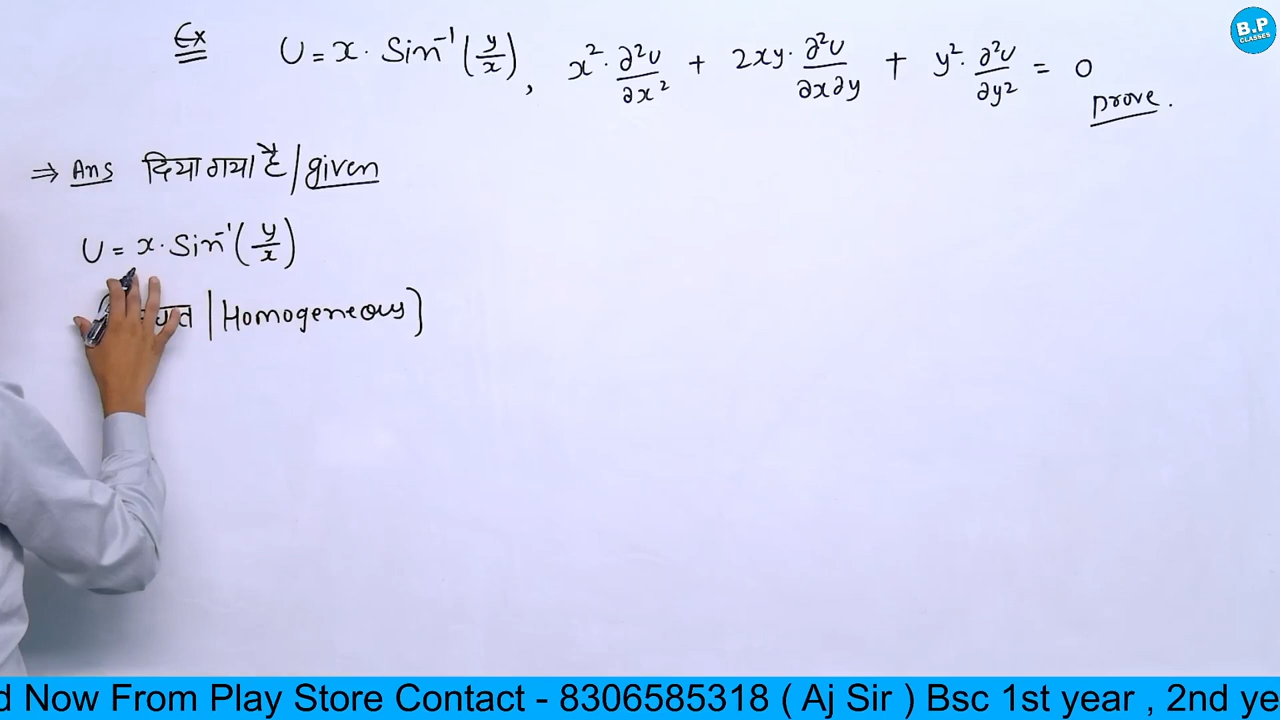 Ex U = x · Sin⁻¹(y/x), x² · ∂²U/∂x² + 2xy · ∂²U/∂x∂y + y² · ∂²U/∂y² = 0
prove.
⇒ Ans दिया गया है / given
U = x · Sin⁻¹(y/x)
| Homogeneous]
B.P
CLASSES
d Now From Play Store Contact - 8306585318 ( Aj Sir ) Bsc 1st year , 2nd ye